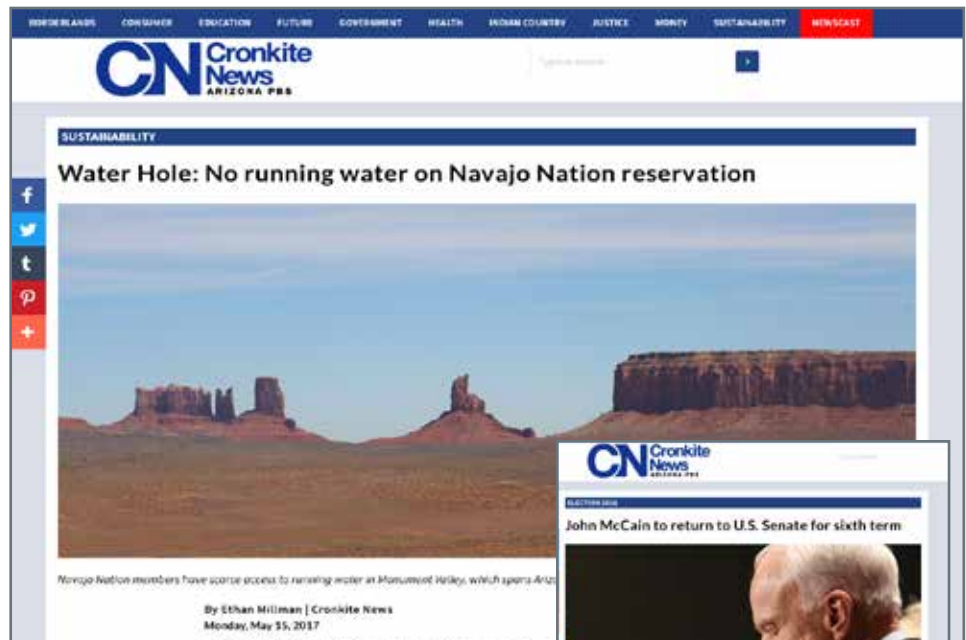 BORDERLANDS CONSUMER EDUCATION FUTURE GOVERNMENT HEALTH INDIAN COUNTRY JUSTICE MONEY SUSTAINABILITY NEWSCAST
CN Cronkite News
ARIZONA PBS
SUSTAINABILITY
Water Hole: No running water on Navajo Nation reservation
Navajo Nation members have scarce access to running water in Monument Valley, which spans
By Ethan Millman | Cronkite News
Monday, May 15, 2017
CN Cronkite News
ARIZONA PBS
ELECTION 2016
John McCain to return to U.S. Senate for sixth term